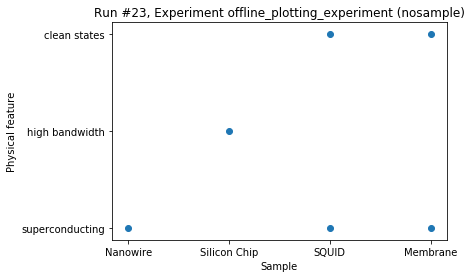 Run #23, Experiment offline_plotting_experiment (nosample)
clean states
high bandwidth
superconducting
Physical feature
Nanowire Silicon Chip SQUID Membrane
Sample